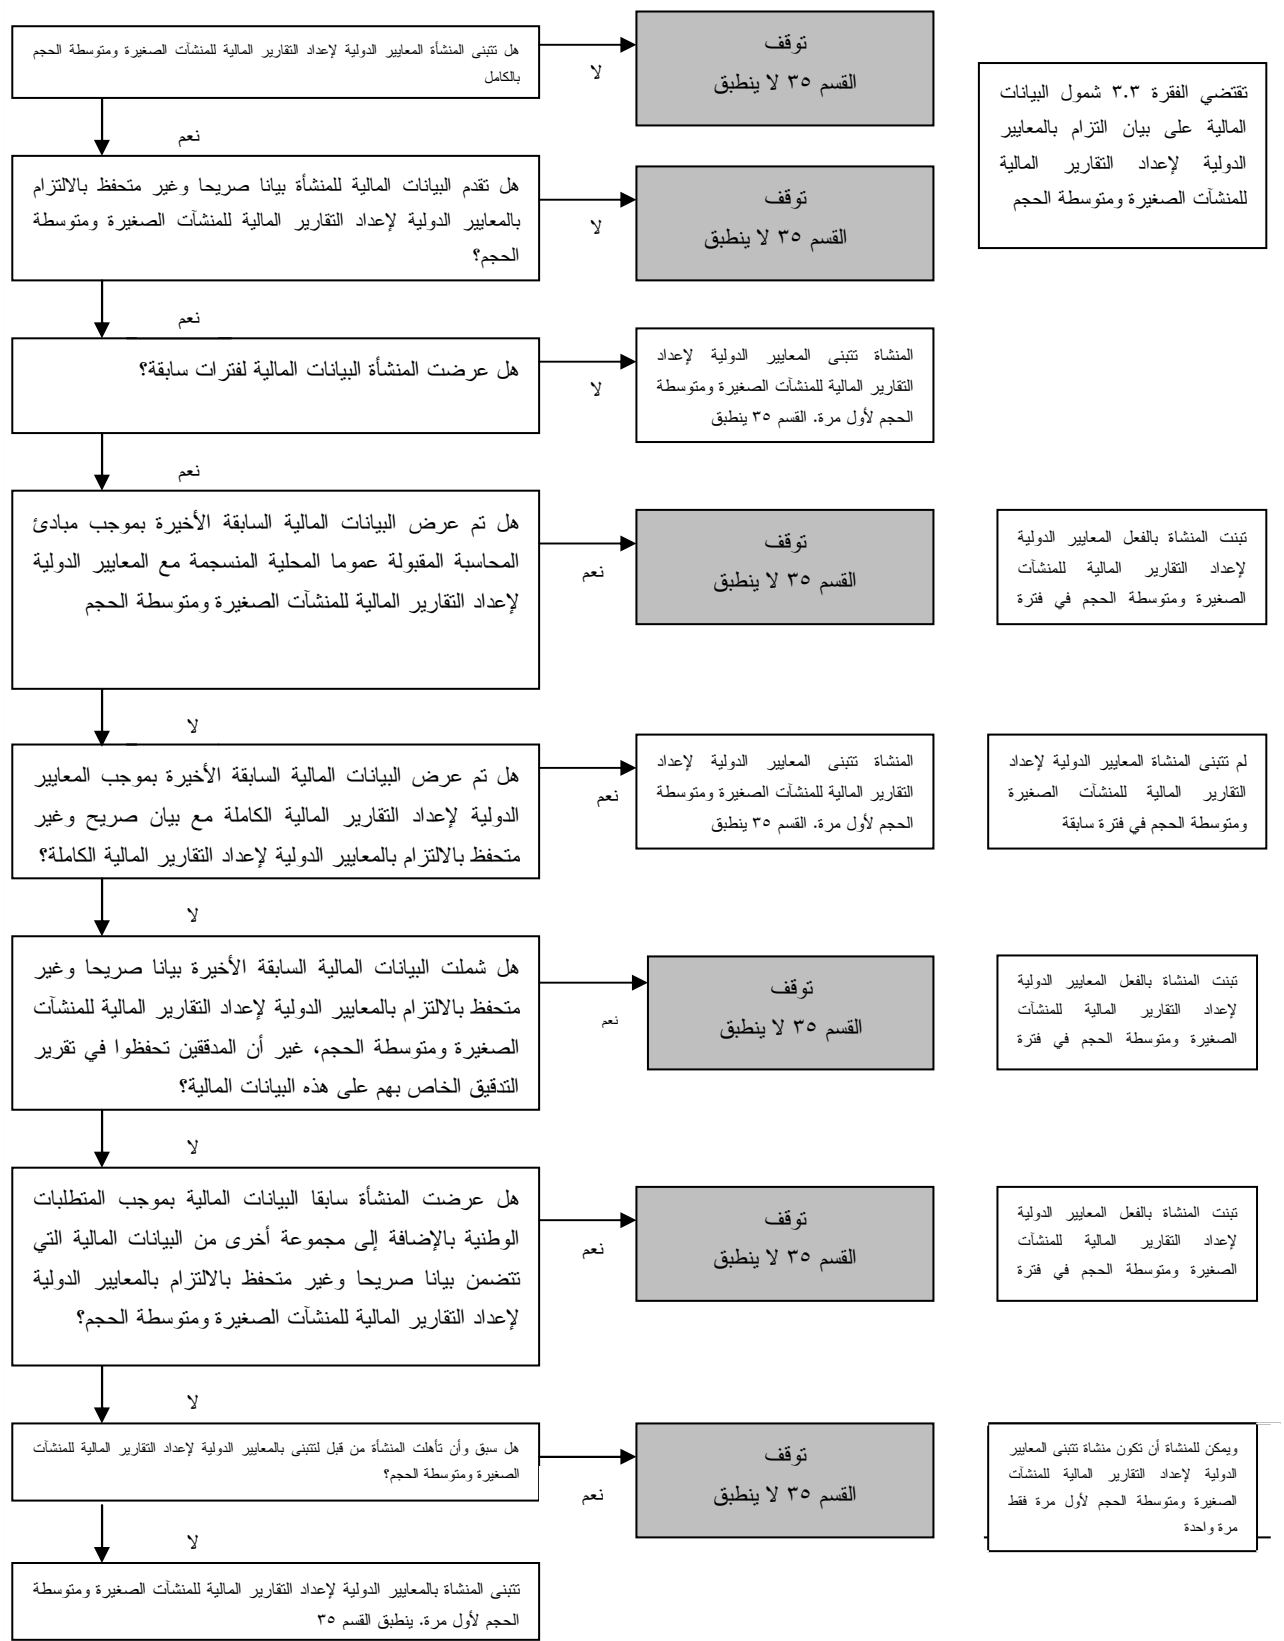 هل تتبنى المنشأة المعايير الدولية لإعداد التقارير المالية للمنشآت الصغيرة ومتوسطة الحجم
بالكامل
لا
توقف
القسم ٣٥ لا ينطبق
تقتضي الفقرة ٣.٣ شمول البيانات
المالية على بيان التزام بالمعايير
الدولية لإعداد التقارير المالية
للمنشآت الصغيرة ومتوسطة الحجم
نعم
هل تقدم البيانات المالية للمنشأة بيانا صريحا وغير متحفظ بالالتزام
بالمعايير الدولية لإعداد التقارير المالية للمنشآت الصغيرة ومتوسطة
الحجم؟
لا
توقف
القسم ٣٥ لا ينطبق
نعم
هل عرضت المنشأة البيانات المالية لفترات سابقة؟
لا
المنشاة تتبنى المعايير الدولية لإعداد
التقارير المالية للمنشآت الصغيرة ومتوسطة
الحجم لأول مرة. القسم ٣٥ ينطبق
نعم
هل تم عرض البيانات المالية السابقة الأخيرة بموجب مبادئ
المحاسبة المقبولة عموما المحلية المنسجمة مع المعايير الدولية
لإعداد التقارير المالية للمنشآت الصغيرة ومتوسطة الحجم
نعم
توقف
القسم ٣٥ لا ينطبق
تبنت المنشاة بالفعل المعايير الدولية
لإعداد التقارير المالية للمنشآت
الصغيرة ومتوسطة الحجم في فترة
لا
هل تم عرض البيانات المالية السابقة الأخيرة بموجب المعايير
الدولية لإعداد التقارير المالية الكاملة مع بيان صريح وغير
متحفظ بالالتزام بالمعايير الدولية لإعداد التقارير المالية الكاملة؟
نعم
المنشاة تتبنى المعايير الدولية لإعداد
التقارير المالية للمنشآت الصغيرة ومتوسطة
الحجم لأول مرة. القسم ٣٥ ينطبق
لم تتبنى المنشاة المعايير الدولية لإعداد
التقارير المالية للمنشآت الصغيرة
ومتوسطة الحجم في فترة سابقة
لا
هل شملت البيانات المالية السابقة الأخيرة بيانا صريحا وغير
متحفظ بالالتزام بالمعايير الدولية لإعداد التقارير المالية للمنشآت
الصغيرة ومتوسطة الحجم، غير أن المدققين تحفظوا في تقرير
التدقيق الخاص بهم على هذه البيانات المالية؟
نعم
توقف
القسم ٣٥ لا ينطبق
تبنت المنشاة بالفعل المعايير الدولية
لإعداد التقارير المالية للمنشآت
الصغيرة ومتوسطة الحجم في فترة
لا
هل عرضت المنشأة سابقا البيانات المالية بموجب المتطلبات
الوطنية بالإضافة إلى مجموعة أخرى من البيانات المالية التي
تتضمن بيانا صريحا وغير متحفظ بالالتزام بالمعايير الدولية
لإعداد التقارير المالية للمنشآت الصغيرة ومتوسطة الحجم؟
نعم
توقف
القسم ٣٥ لا ينطبق
تبنت المنشاة بالفعل المعايير الدولية
لإعداد التقارير المالية للمنشآت
الصغيرة ومتوسطة الحجم في فترة
لا
هل سبق وأن تأهلت المنشأة من قبل لتتبنى بالمعايير الدولية لإعداد التقارير المالية للمنشآت
الصغيرة ومتوسطة الحجم؟
نعم
توقف
القسم ٣٥ لا ينطبق
ويمكن للمنشاة أن تكون منشاة تتبنى المعايير
الدولية لإعداد التقارير المالية للمنشآت
الصغيرة ومتوسطة الحجم لأول مرة فقط
مرة واحدة
لا
تتبنى المنشاة بالمعايير الدولية لإعداد التقارير المالية للمنشآت الصغيرة ومتوسطة
الحجم لأول مرة. ينطبق القسم ٣٥